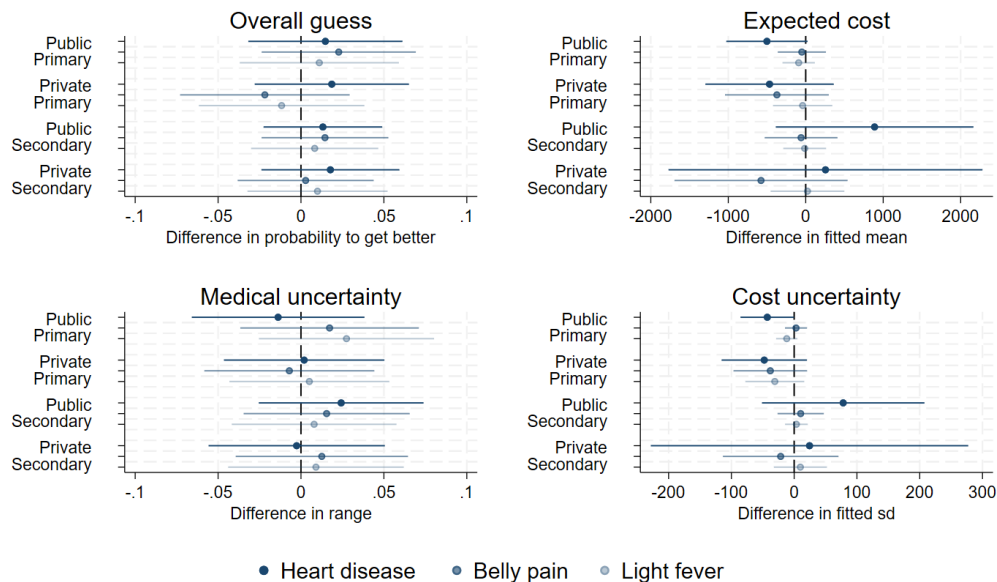 Overall guess
Public
Primary
Private
Primary
Public
Secondary
Private
Secondary
-.1 -.05 0 .05 .1
Difference in probability to get better
Expected cost
Public
Primary
Private
Primary
Public
Secondary
Private
Secondary
-2000 -1000 0 1000 2000
Difference in fitted mean
Medical uncertainty
Public
Primary
Private
Primary
Public
Secondary
Private
Secondary
-.1 -.05 0 .05 .1
Difference in range
Cost uncertainty
Public
Primary
Private
Primary
Public
Secondary
Private
Secondary
-200 -100 0 100 200 300
Difference in fitted sd
Heart disease Belly pain Light fever